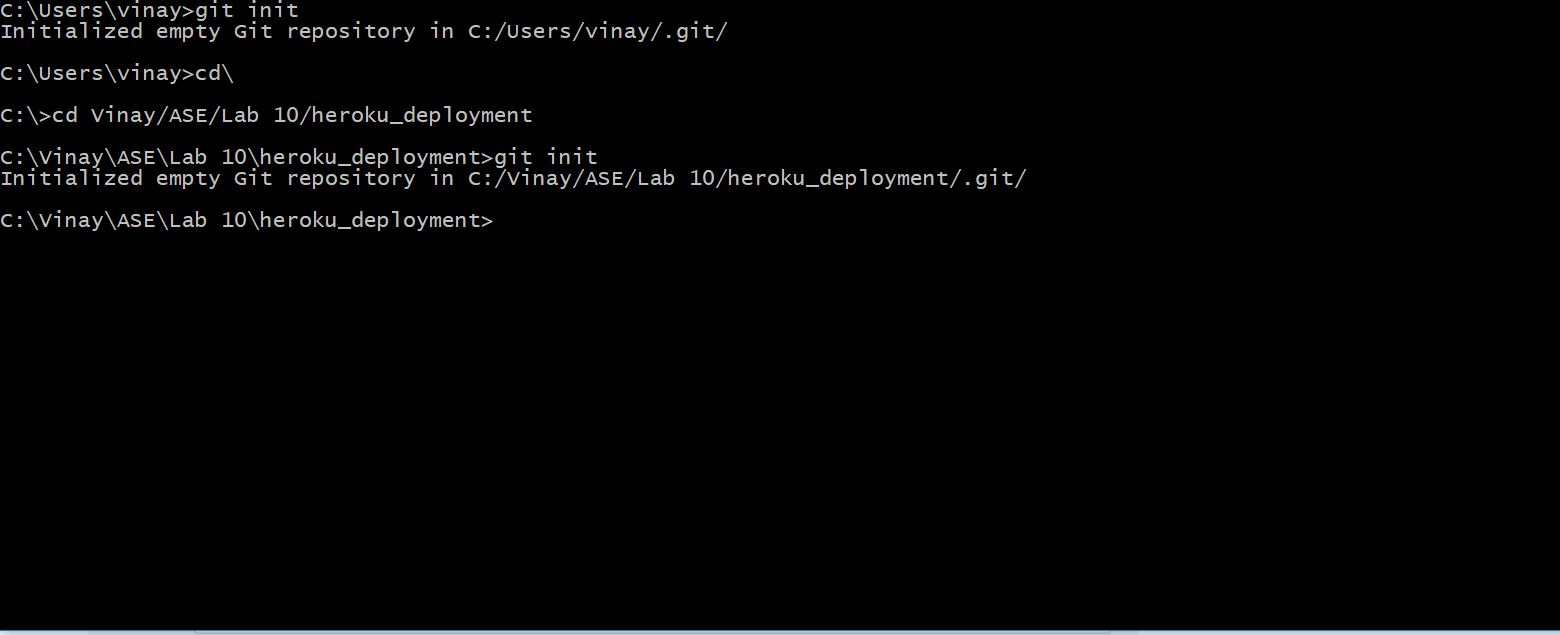 C:\Users\vinay>git init
Initialized empty Git repository in C:/Users/vinay/.git/
C:\Users\vinay>cd\
C:\>cd Vinay/ASE/Lab 10/heroku_deployment
C:\Vinay\ASE\Lab 10\heroku_deployment>git init
Initialized empty Git repository in C:/Vinay/ASE/Lab 10/heroku_deployment/.git/
C:\Vinay\ASE\Lab 10\heroku_deployment>